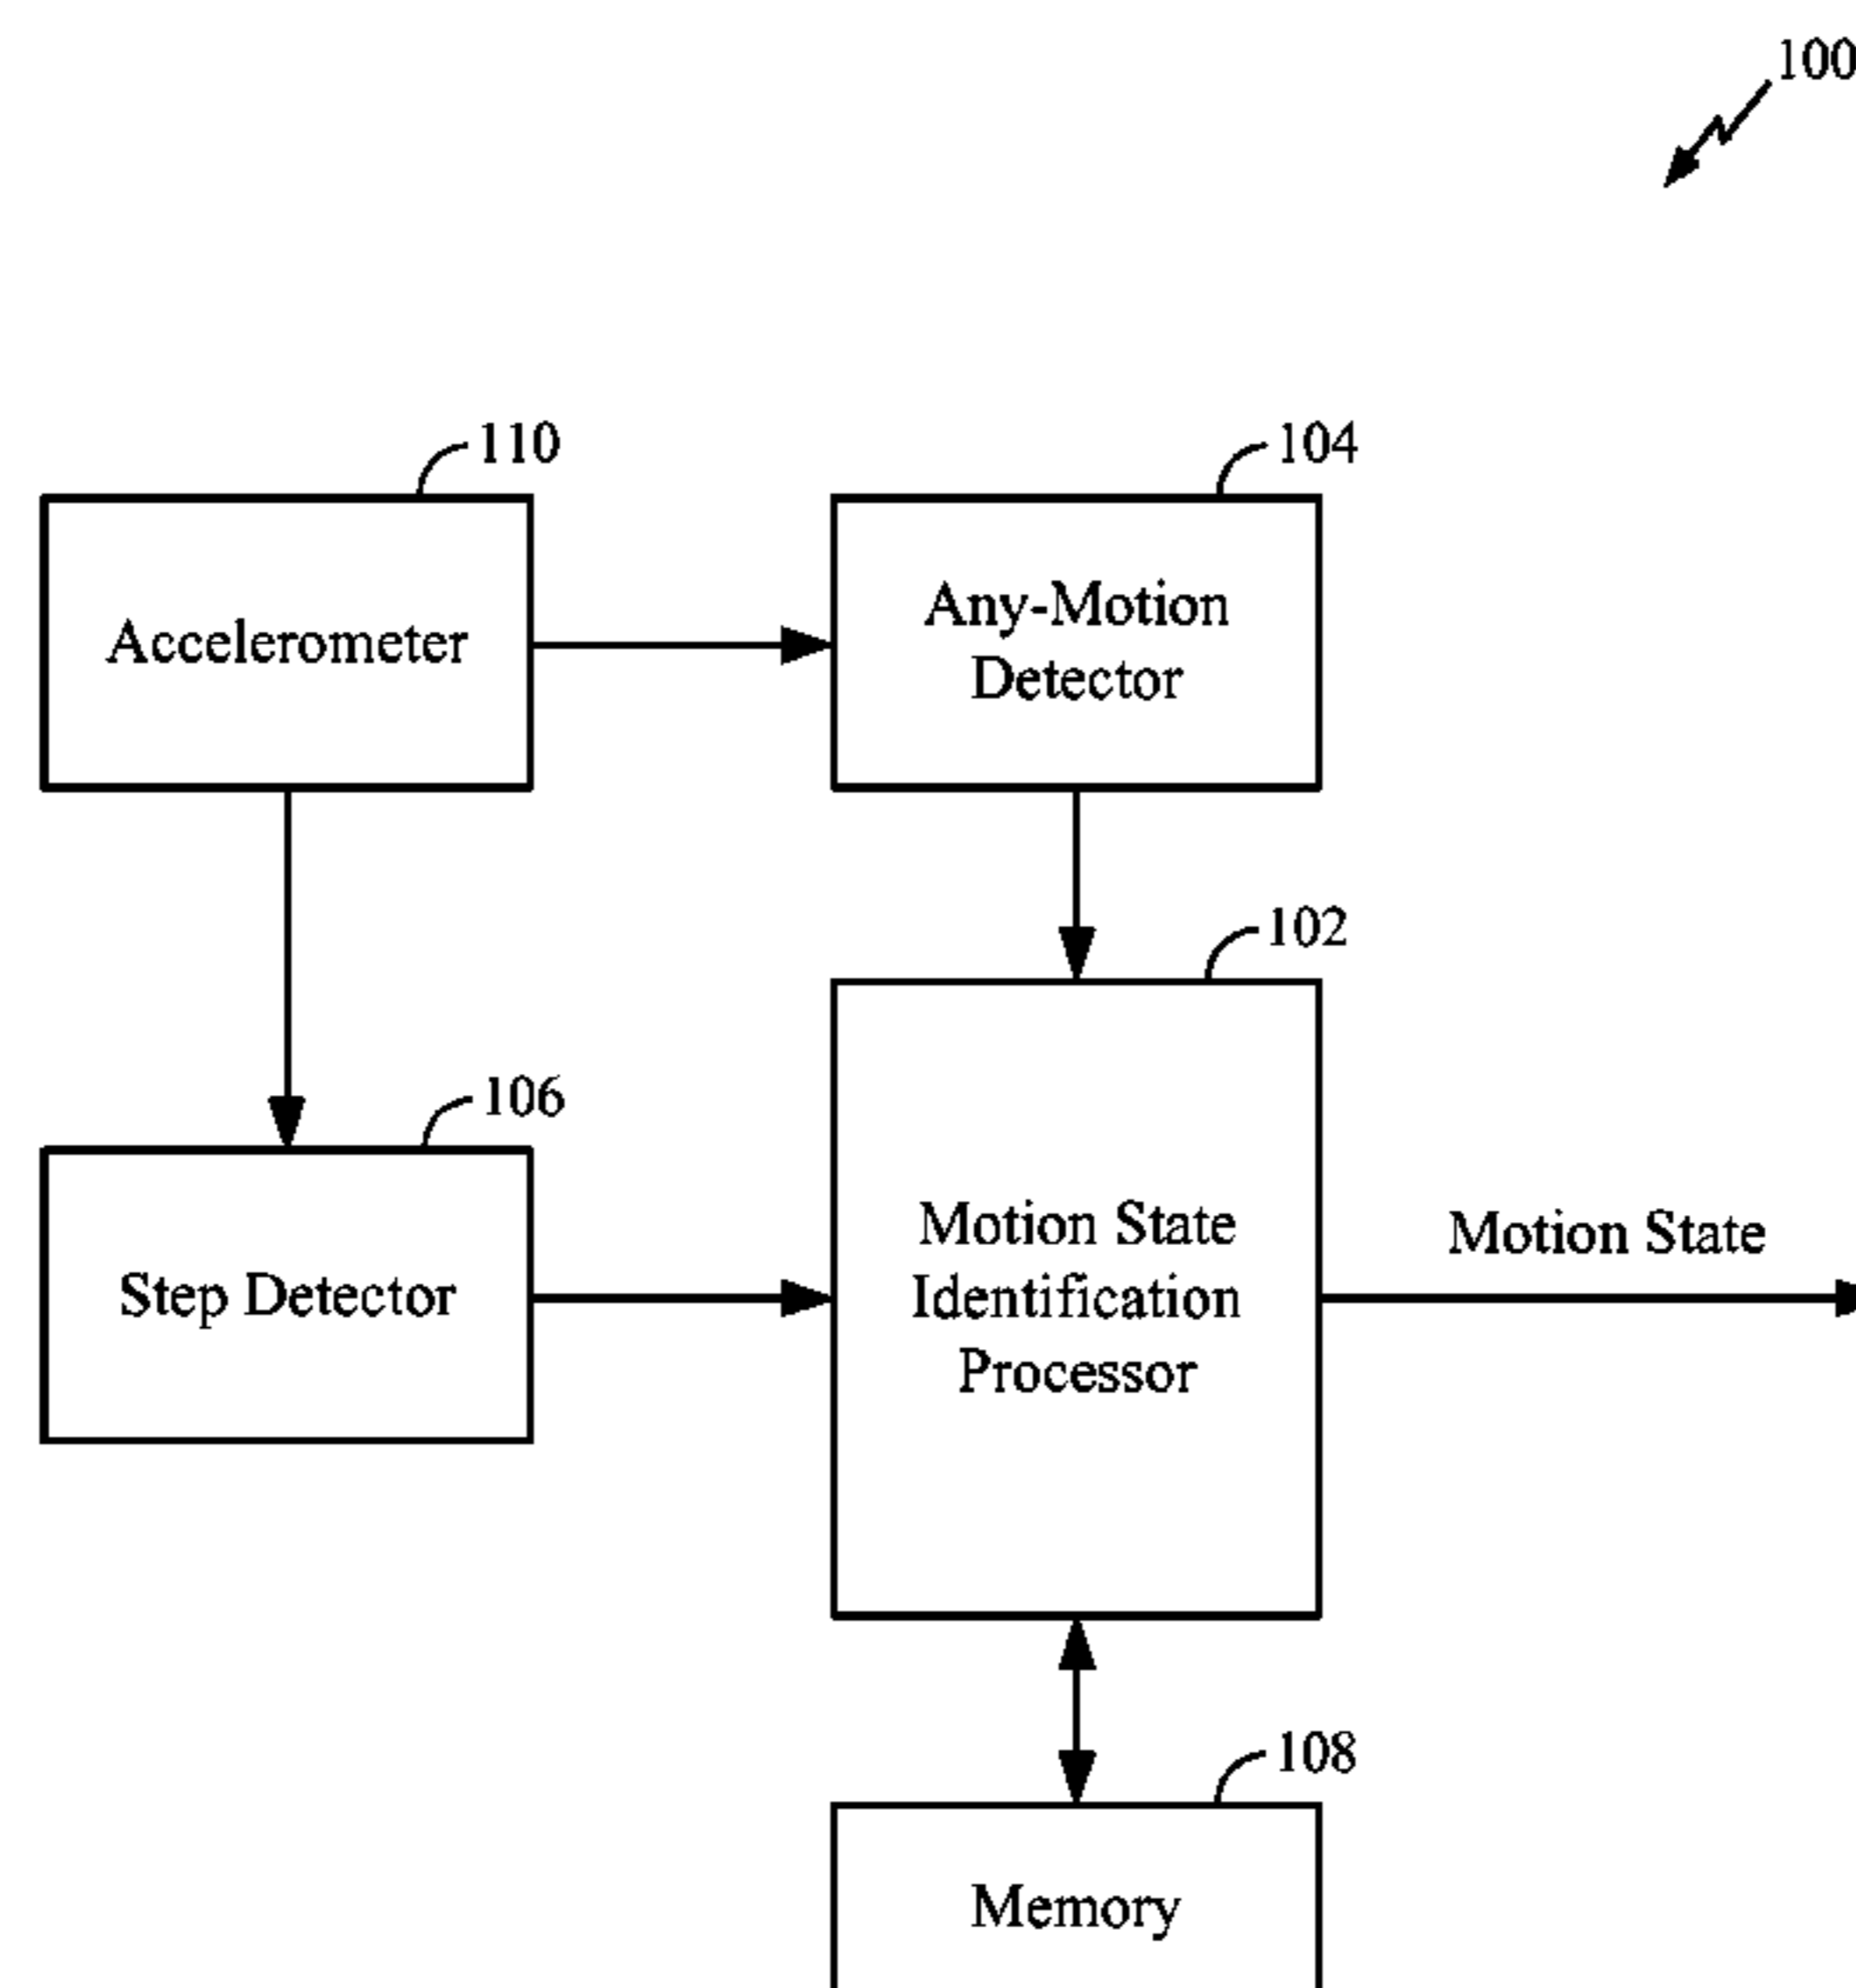 100
110
104
Accelerometer
Any-Motion
Detector
102
106
Step Detector
Motion State
Identification
Processor
Motion State
108
Memory